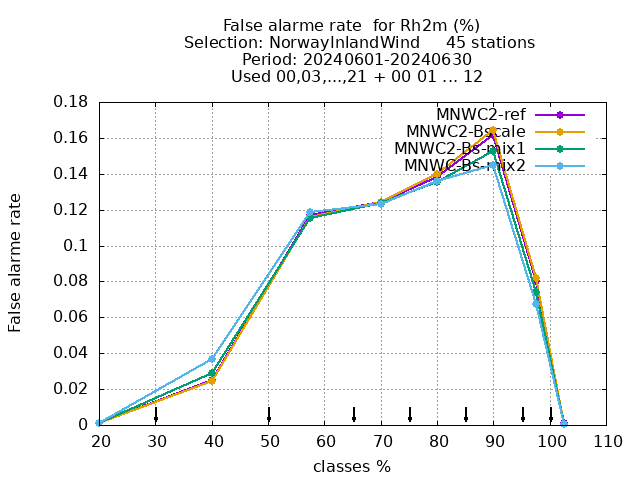 False alarme rate  for Rh2m (%)
Selection: NorwayInlandWind     45 stations
Period: 20240601-20240630
Used 00,03,...,21 + 00 01 ... 12
MNWC2-ref
MNWC2-Bscale
MNWC2-Bs-mix1
MNWC-Bs-mix2
False alarme rate
0.18
0.16
0.14
0.12
0.1
0.08
0.06
0.04
0.02
0
20 30 40 50 60 70 80 90 100 110
classes %